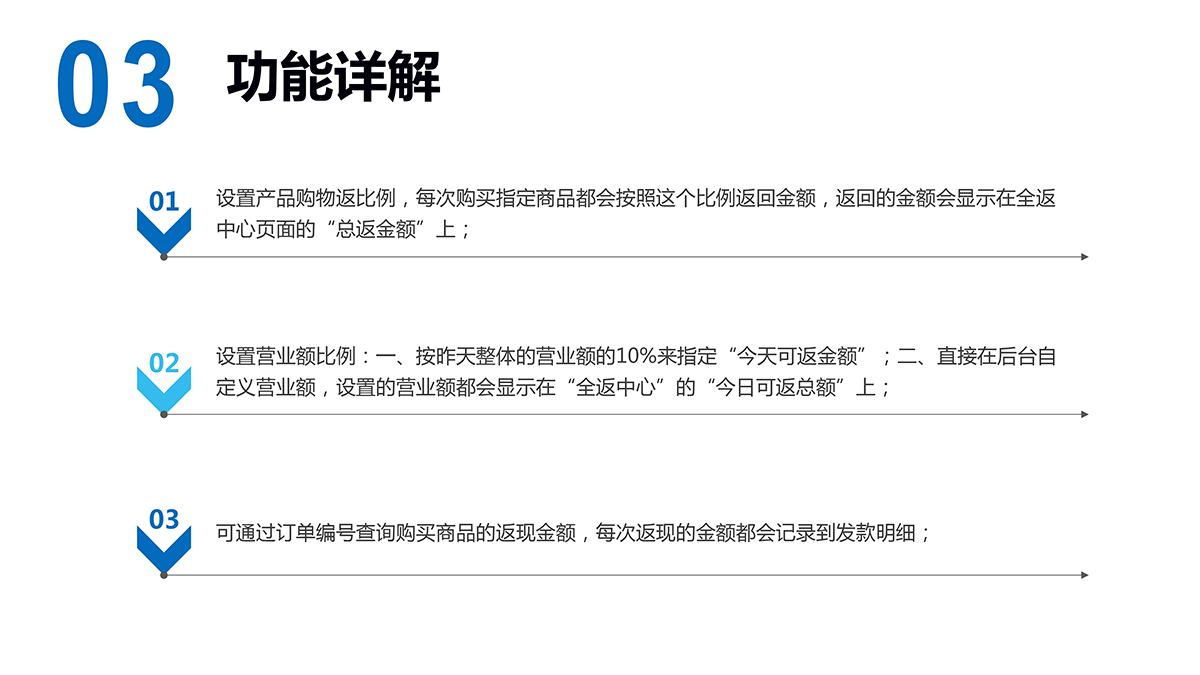 03
功能详解
01
设置产品购物返比例，每次购买指定商品都会按照这个比例返回金额，返回的金额会显示在全返
中心页面的“总返金额”上；
02
设置营业额比例：一、按昨天整体的营业额的10%来指定“今天可返金额”；二、直接在后台自
定义营业额，设置的营业额都会显示在“全返中心”的“今日可返总额”上；
03
可通过订单编号查询购买商品的返现金额，每次返现的金额都会记录到发款明细；